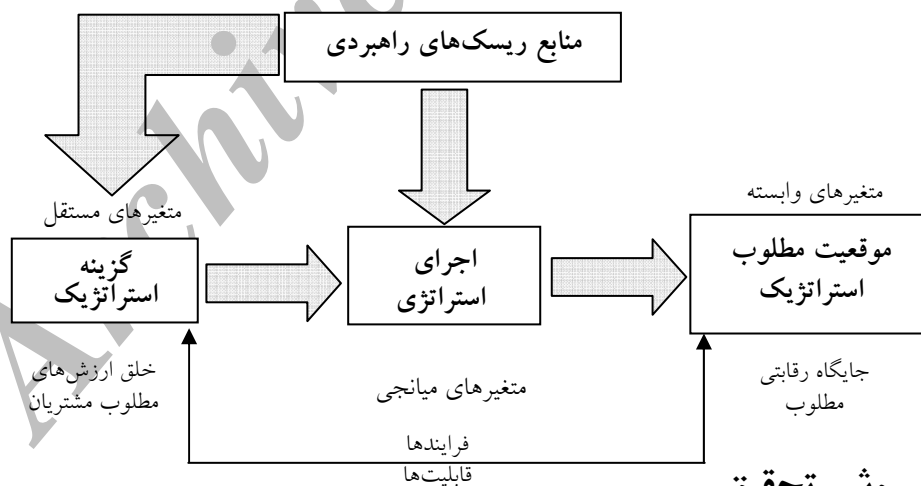 منابع ریسک‌های راهبردی
متغیرهای مستقل
متغیرهای وابسته
گزینه
استراتژیک
اجرای
استراتژی
موقعیت مطلوب
استراتژیک
خلق ارزش‌های
مطلوب مشتریان
متغیرهای میانجی
جایگاه رقابتی
مطلوب
فرایندها
قابلیت‌ها